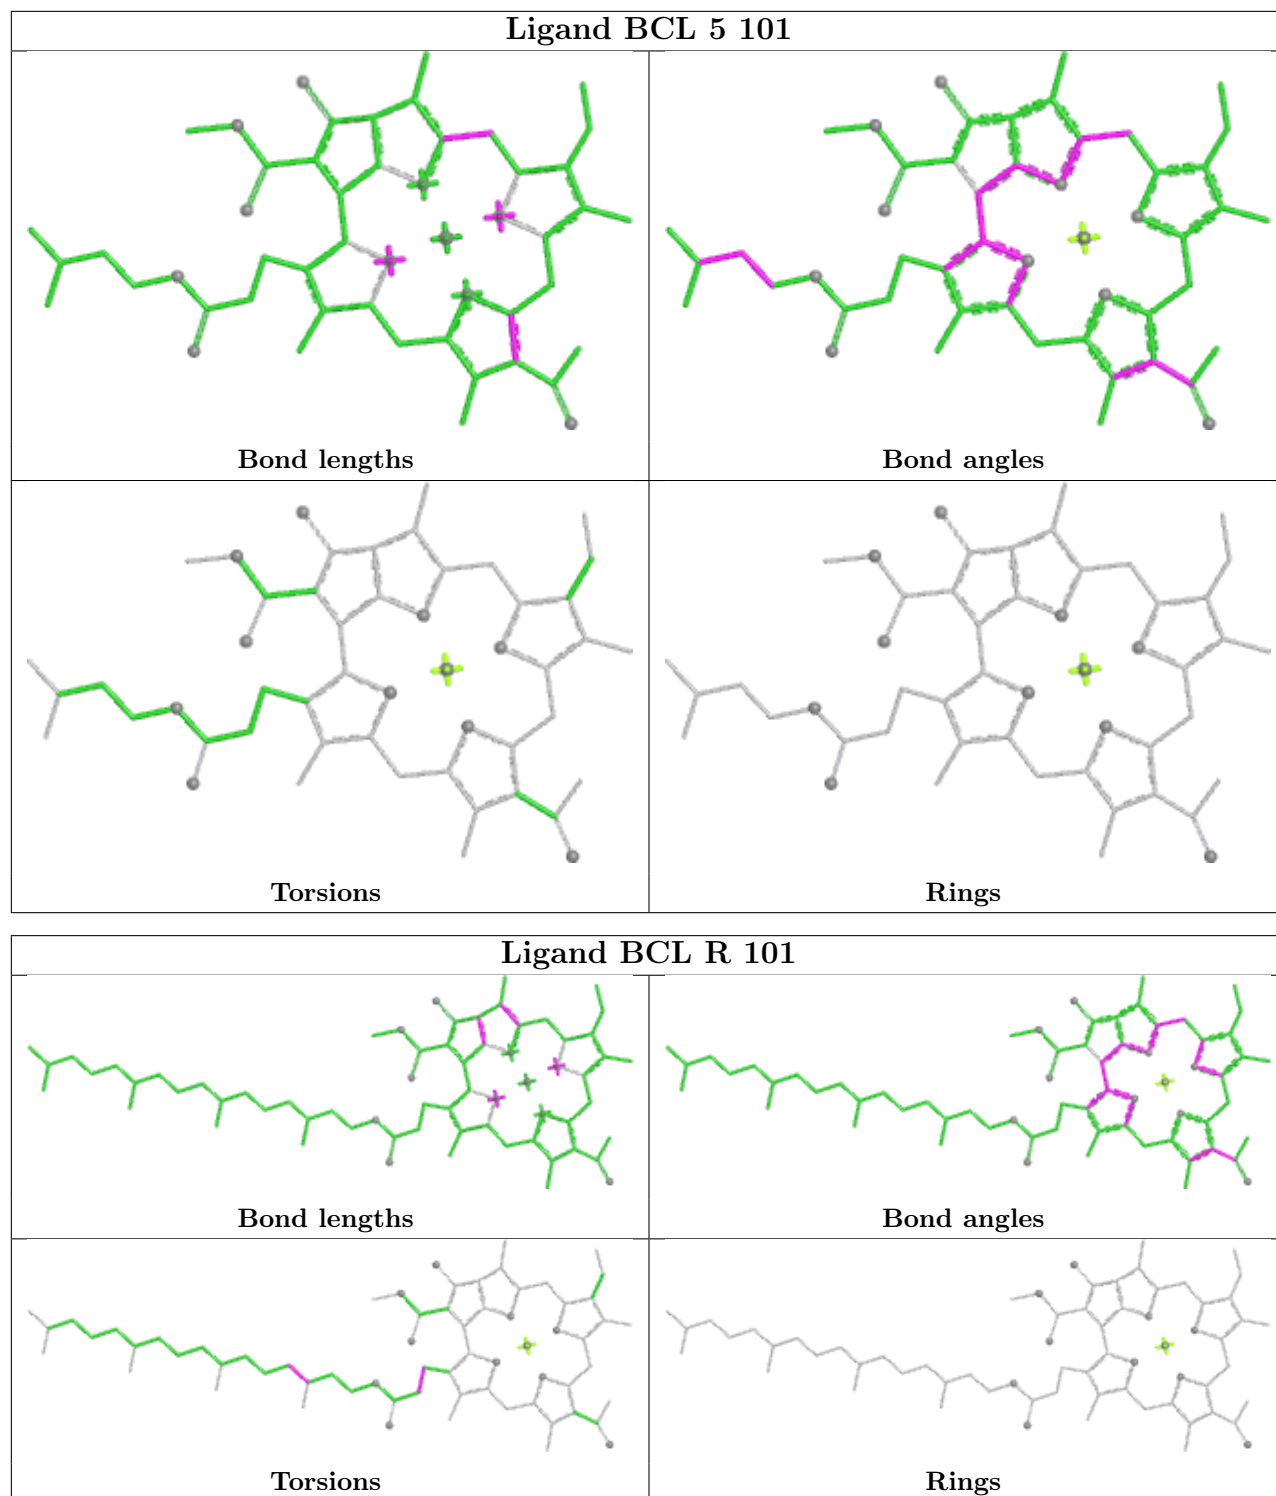 Ligand BCL 5 101
Bond lengths
Bond angles
Torsions
Rings
Ligand BCL R 101
Bond lengths
Bond angles
Torsions
Rings